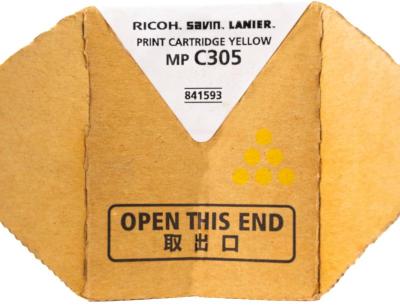 RICOH. savin. LANIER.
PRINT CARTRIDGE YELLOW
MP C305
841593
OPEN THIS END
取出口